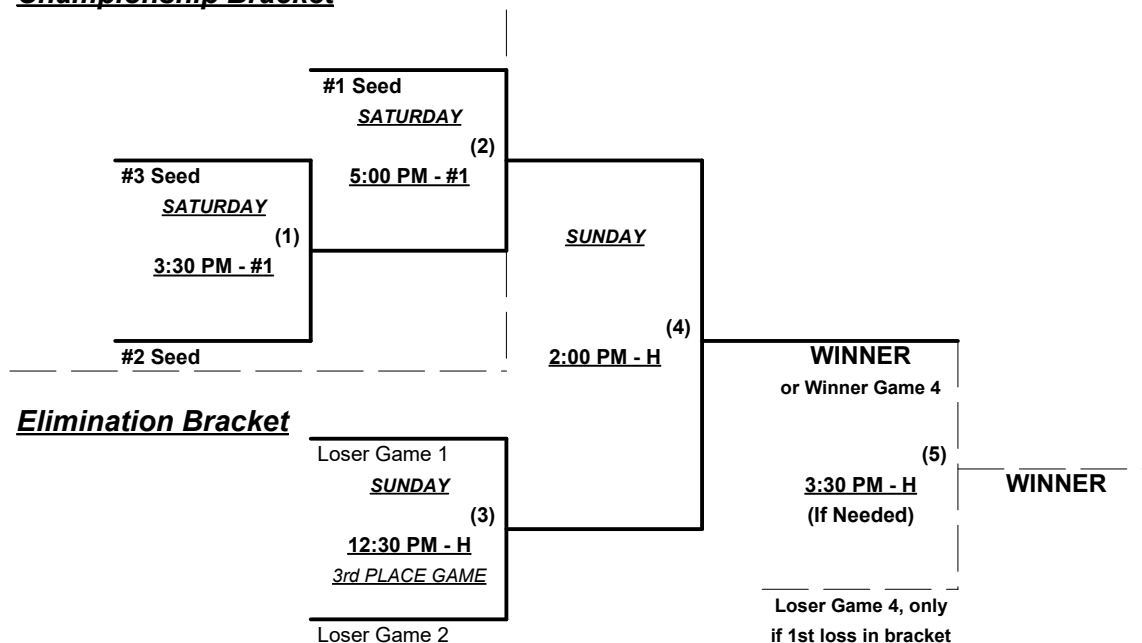 Championship Bracket
#1 Seed
SATURDAY
(2)
5:00 PM - #1
#3 Seed
SATURDAY
(1)
3:30 PM - #1
#2 Seed
SUNDAY
(4)
2:00 PM - H
WINNER
or Winner Game 4
(5)
3:30 PM - H
(If Needed)
WINNER
Loser Game 4, only
if 1st loss in bracket
Elimination Bracket
Loser Game 1
SUNDAY
(3)
12:30 PM - H
3rd PLACE GAME
Loser Game 2